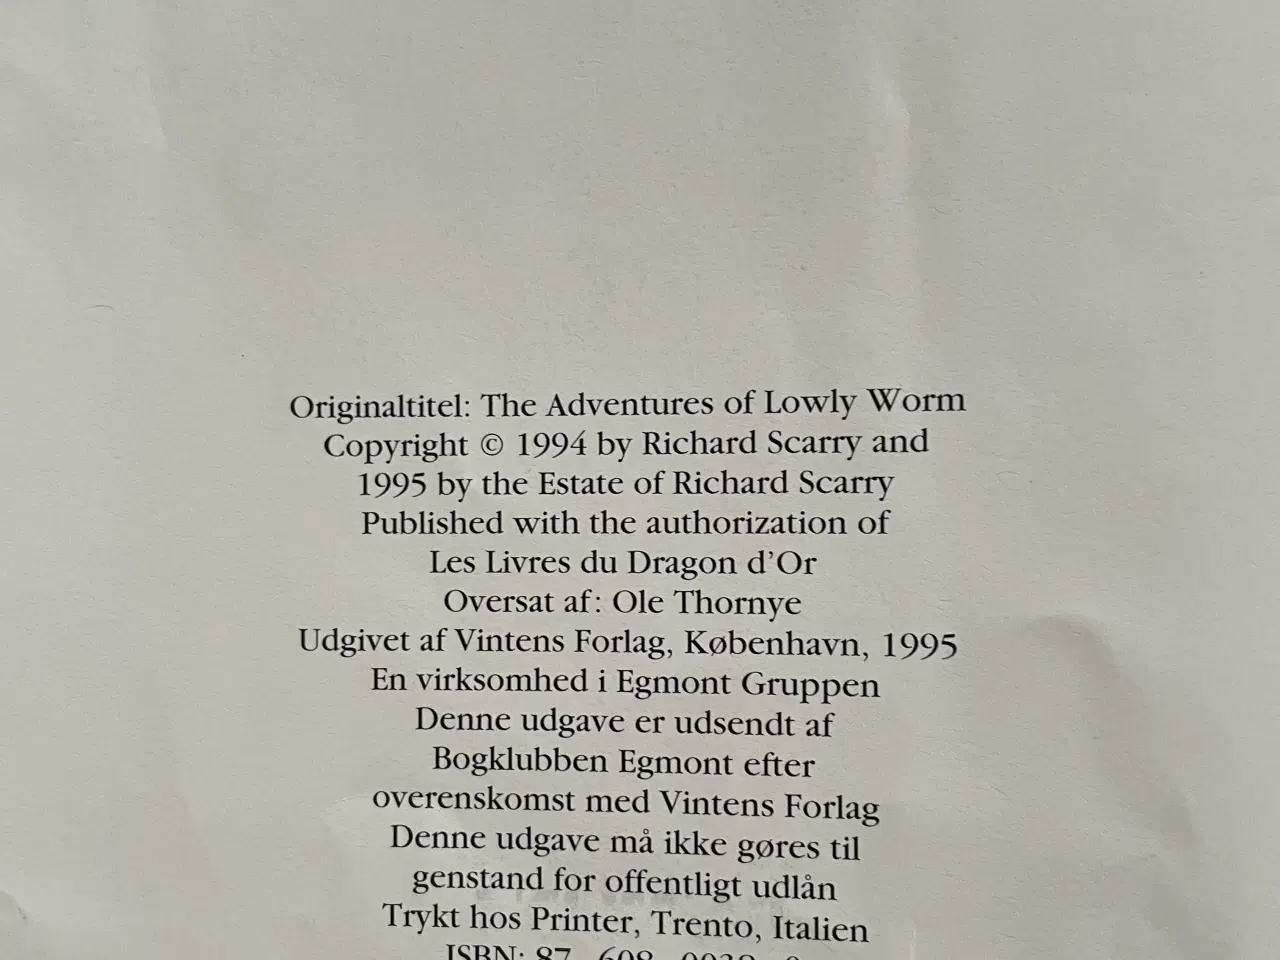 Originaltitel: The Adventures of Lowly Worm
Copyright © 1994 by Richard Scarry and
1995 by the Estate of Richard Scarry
Published with the authorization of
Les Livres du Dragon d'Or
Oversat af: Ole Thornye
Udgivet af Vintens Forlag, København, 1995
En virksomhed i Egmont Gruppen
Denne udgave er udsendt af
Bogklubben Egmont efter
overenskomst med Vintens Forlag
Denne udgave må ikke gøres til
genstand for offentligt udlån
Trykt hos Printer, Trento, Italien
ISBN: 87